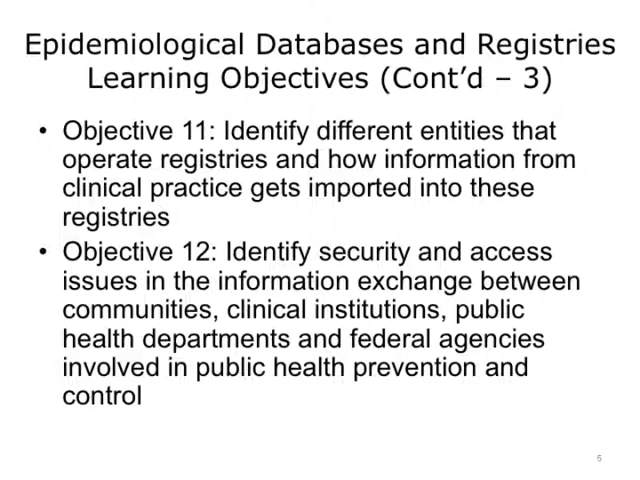 Epidemiological Databases and Registries
Learning Objectives (Cont'd – 3)
• Objective 11: Identify different entities that
operate registries and how information from
clinical practice gets imported into these
registries
• Objective 12: Identify security and access
issues in the information exchange between
communities, clinical institutions, public
health departments and federal agencies
involved in public health prevention and
control
5